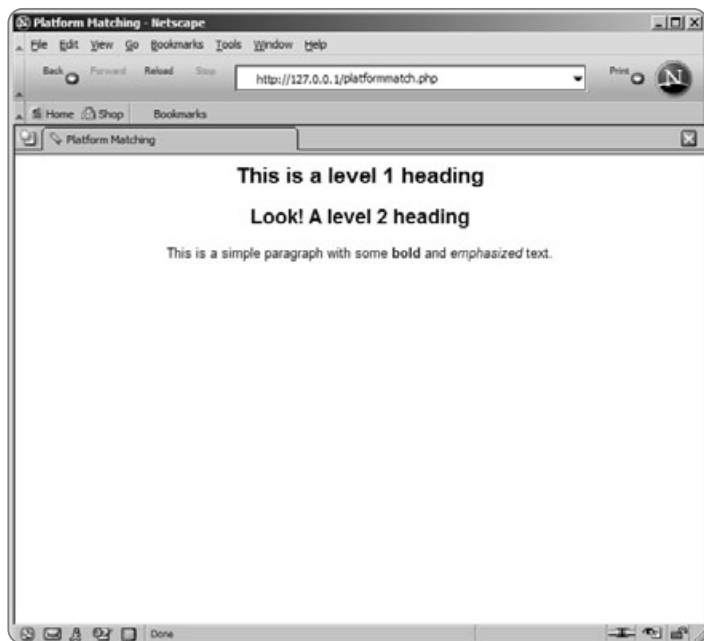 Platform Matching - Netscape
File Edit View Go Bookmarks Tools Window Help
Back Forward Reload Stop http://127.0.0.1/platformmatch.php Print N
Home Shop Bookmarks
Platform Matching
This is a level 1 heading
Look! A level 2 heading
This is a simple paragraph with some bold and emphasized text.
Done